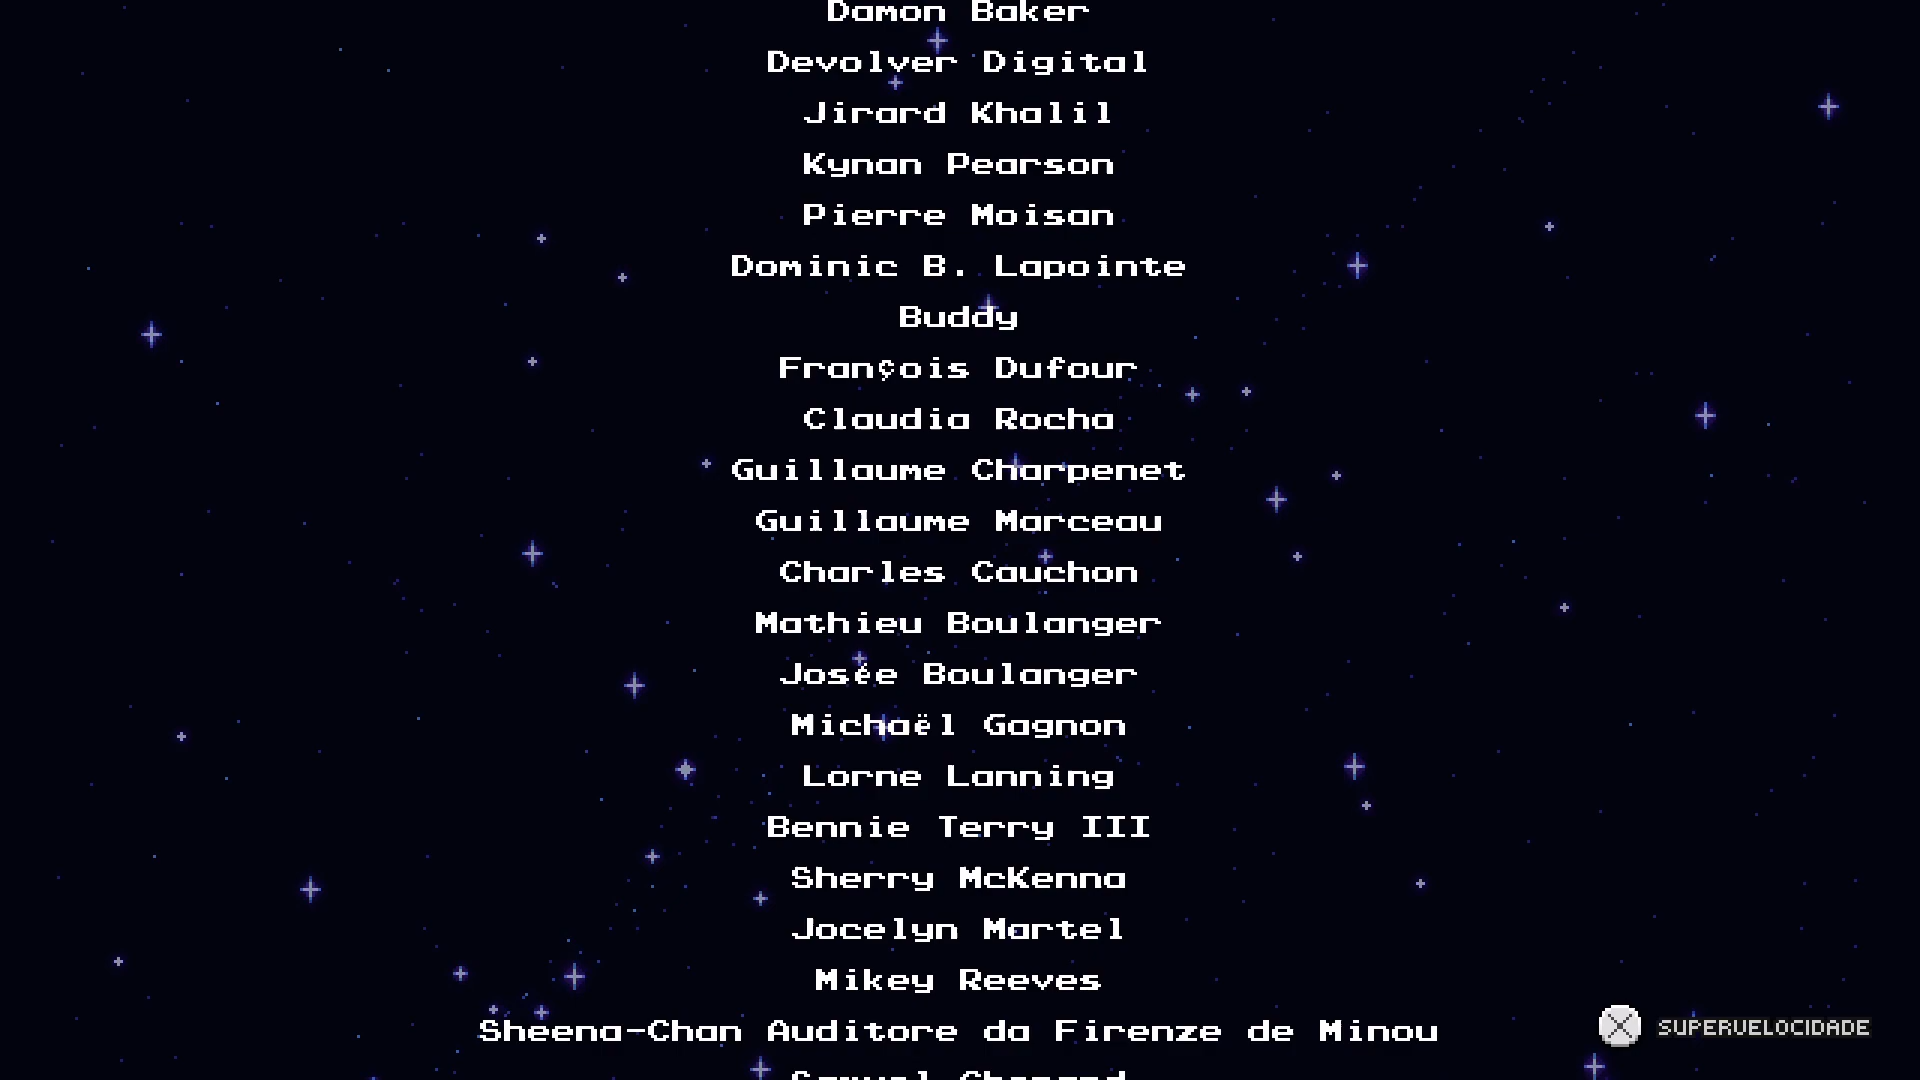 Damon Baker
Devolver Digital
Jirard Khalil
Kynan Pearson
Pierre Moisan
Dominic B. Lapointe
Buddy
François Dufour
Claudia Rocha
Guillaume Charpenet
Guillaume Marceau
Charles Cauchon
Mathieu Boulanger
Josée Boulanger
Michaël Gagnon
Lorne Lanning
Bennie Terry III
Sherry McKenna
Jocelyn Martel
Mikey Reeves
Sheena-Chan Auditore da Firenze de Minou
SUPERVELOCIDADE